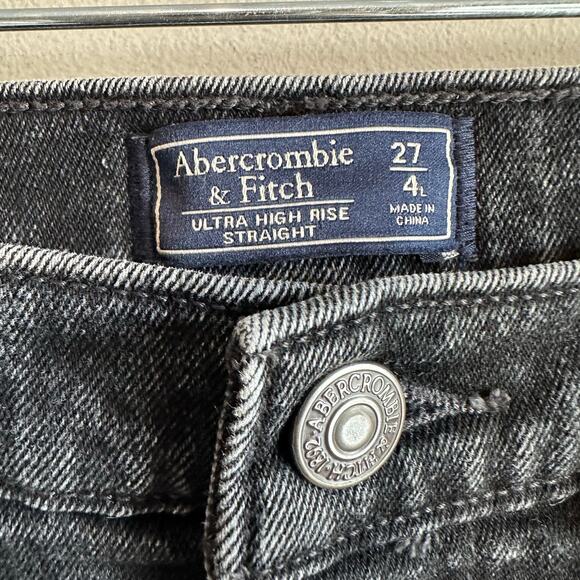 Abercrombie
& Fitch
ULTRA HIGH RISE
STRAIGHT
27
4L
MADE IN
CHINA
ABERCROMBIE & FITCH · 1892 ·